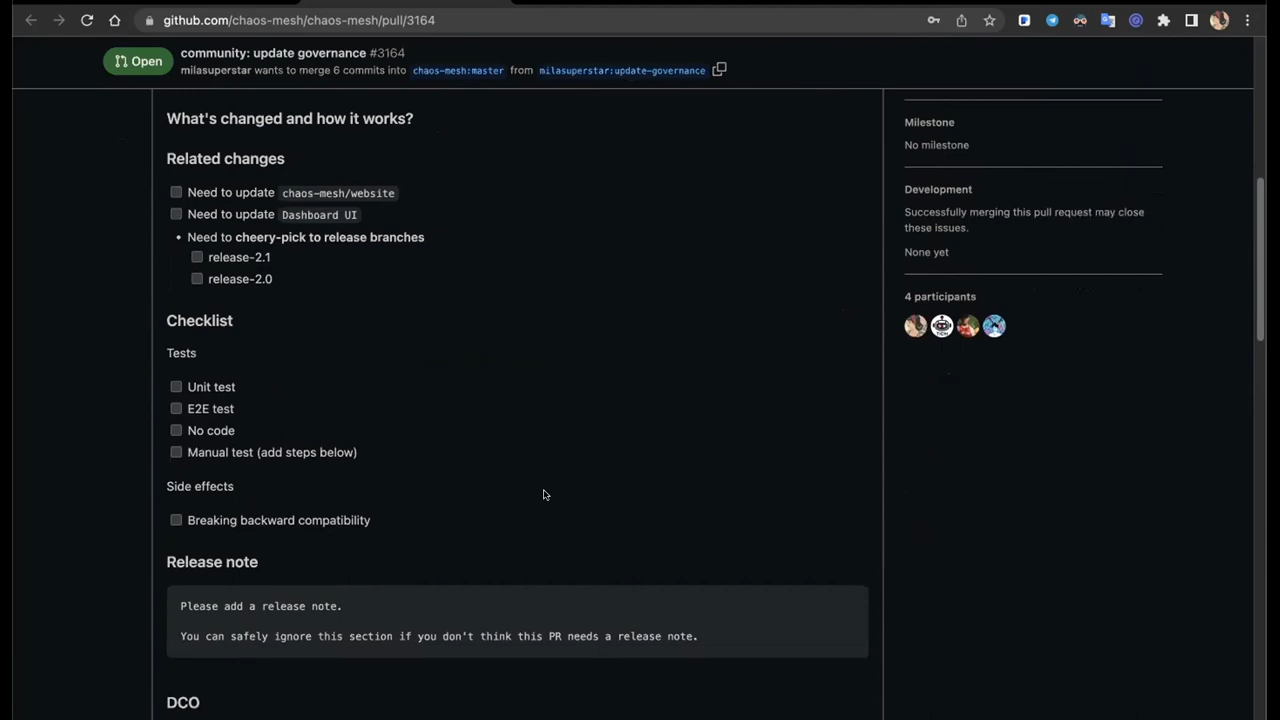 github.com/chaos-mesh/chaos-mesh/pull/3164
Open
community: update governance #3164
milasuperstar wants to merge 6 commits into chaos-mesh:master from milasuperstar:update-governance
What's changed and how it works?
Related changes
Need to update chaos-mesh/website
Need to update Dashboard UI
• Need to cheery-pick to release branches
release-2.1
release-2.0
Checklist
Tests
Unit test
E2E test
No code
Manual test (add steps below)
Side effects
Breaking backward compatibility
Release note
Please add a release note.
You can safely ignore this section if you don't think this PR needs a release note.
DCO
Milestone
No milestone
Development
Successfully merging this pull request may close
these issues.
None yet
4 participants